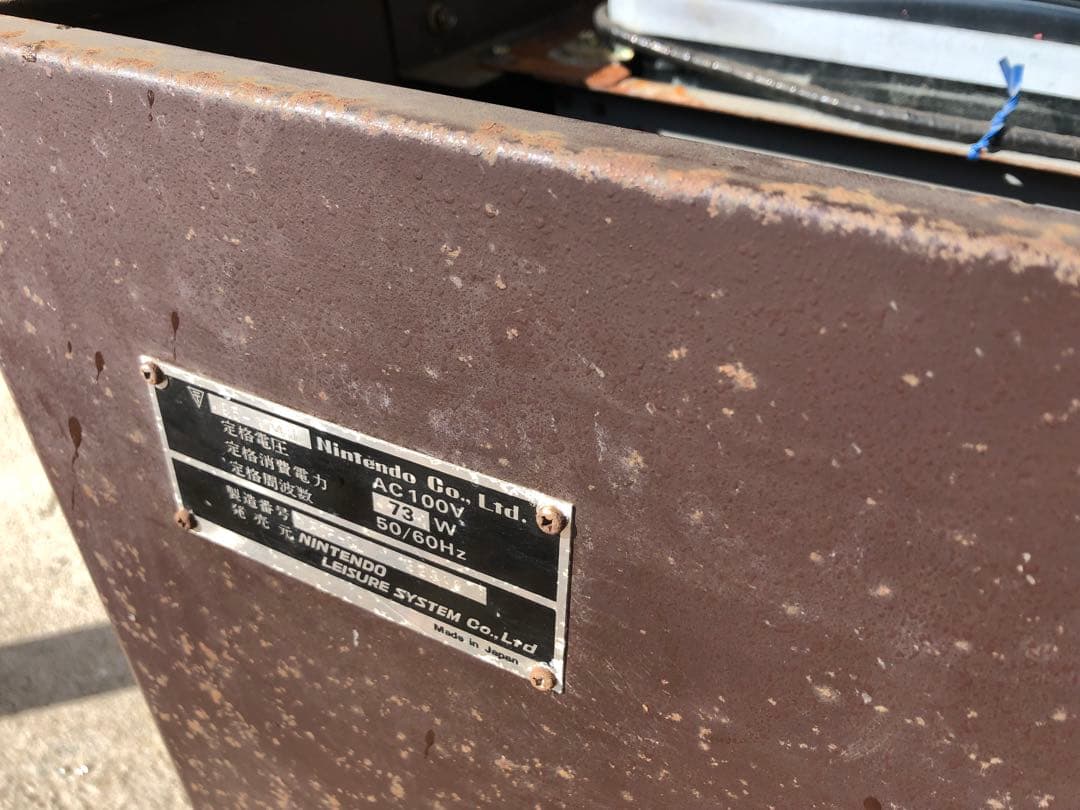 Nintendo Co., Ltd.
定格電圧 AC100V
定格消費電力 73 W
定格周波数 50/60Hz
製造番号
発売元 NINTENDO
LEISURE SYSTEM Co., Ltd
Made in Japan